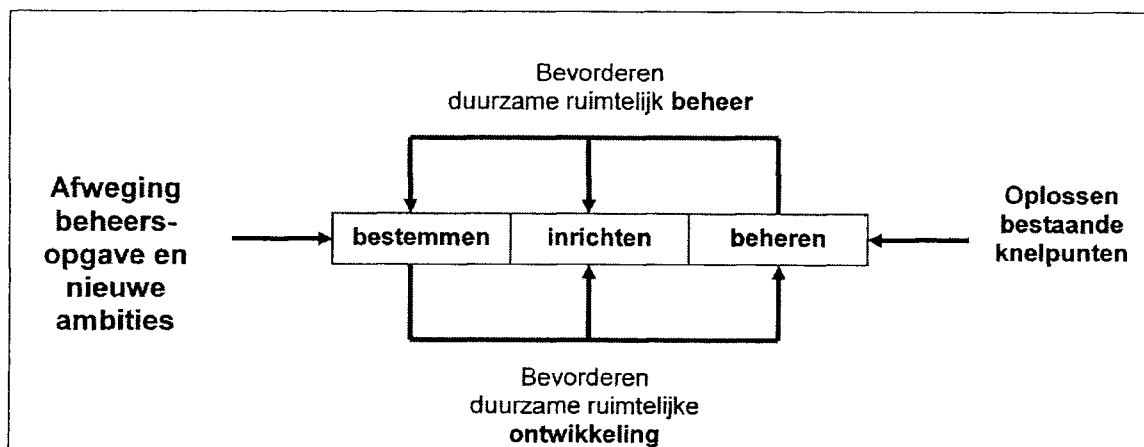 Bevorderen
duurzame ruimtelijk beheer
Afweging
beheers-
opgave en
nieuwe
ambities
bestemmen
inrichten
beheren
Oplossen
bestaande
knelpunten
Bevorderen
duurzame ruimtelijke
ontwikkeling